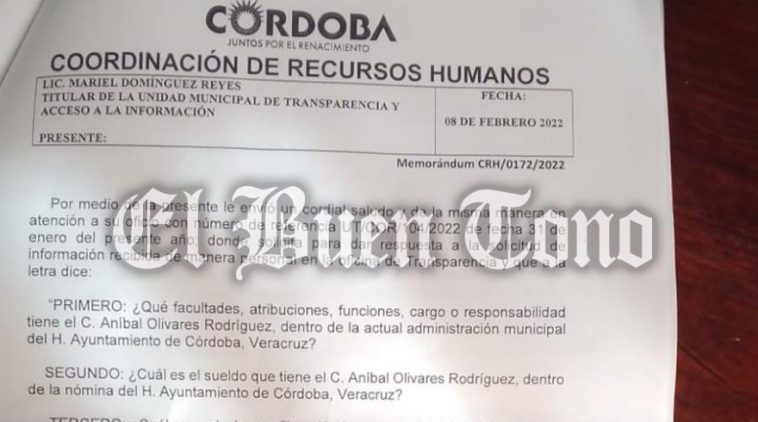 CÓRDOBA
JUNTOS POR EL RENACIMIENTO
COORDINACIÓN DE RECURSOS HUMANOS
LIC. MARIEL DOMÍNGUEZ REYES
TITULAR DE LA UNIDAD MUNICIPAL DE TRANSPARENCIA Y
ACCESO A LA INFORMACIÓN
PRESENTE:
FECHA:
08 DE FEBRERO 2022
Memorándum CRH/0172/2022
Por medio de la presente le envió un cordial saludo y de la misma manera en
atención a su oficio con número de referencia /104/2022 de fecha 31 de
enero del presente año; donde solicita para dar respuesta a la solicitud de
información recibida de manera personal en la oficina de Transparencia y que a la
letra dice:
El Buen Tono
"PRIMERO: ¿Qué facultades, atribuciones, funciones, cargo o responsabilidad
tiene el C. Aníbal Olivares Rodríguez, dentro de la actual administración municipal
del H. Ayuntamiento de Córdoba, Veracruz?
SEGUNDO: ¿Cuál es el sueldo que tiene el C. Aníbal Olivares Rodríguez, dentro
de la nómina del H. Ayuntamiento de Córdoba, Veracruz?